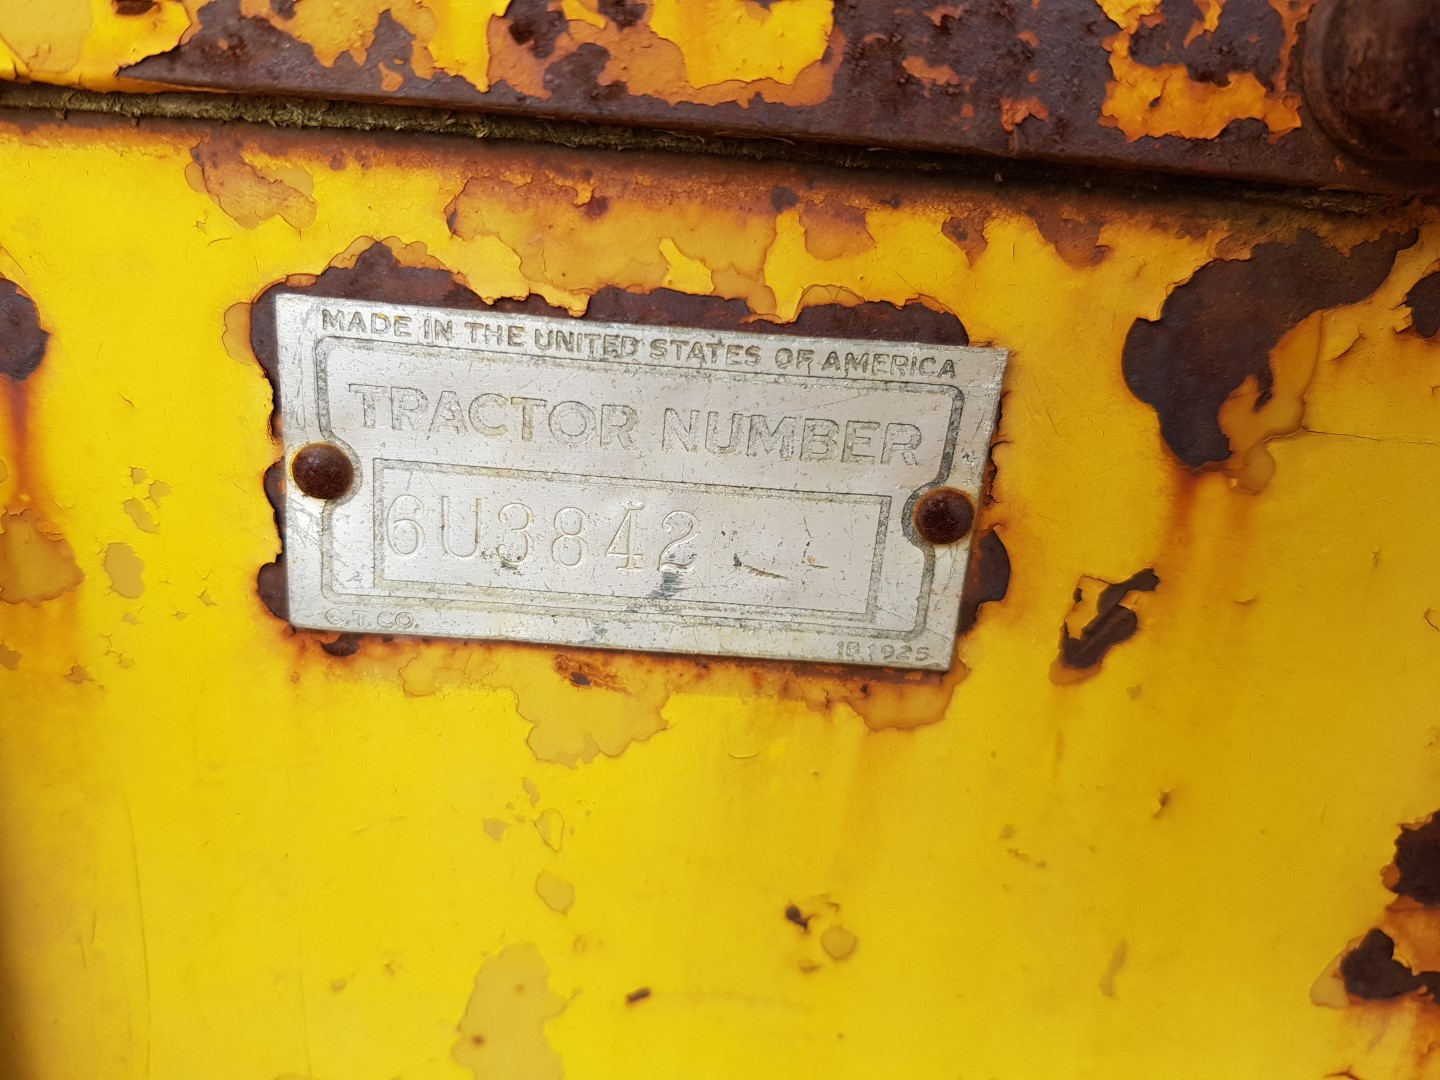 MADE IN THE UNITED STATES OF AMERICA
TRACTOR NUMBER
6U3842
C.T.CO.
1B1925